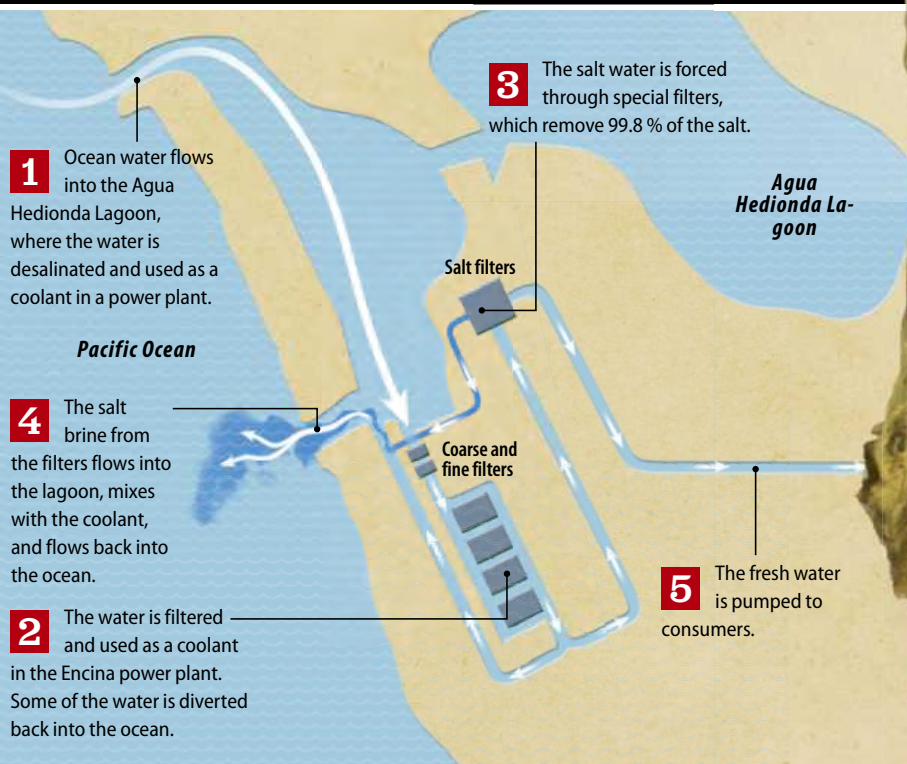 1 Ocean water flows
into the Agua
Hedionda Lagoon,
where the water is
desalinated and used as a
coolant in a power plant.
Pacific Ocean
2 The water is filtered
and used as a coolant
in the Encina power plant.
Some of the water is diverted
back into the ocean.
3 The salt water is forced
through special filters,
which remove 99.8 % of the salt.
Agua
Hedionda La-
goon
Salt filters
Coarse and
fine filters
4 The salt
brine from
the filters flows into
the lagoon, mixes
with the coolant,
and flows back into
the ocean.
5 The fresh water
is pumped to
consumers.